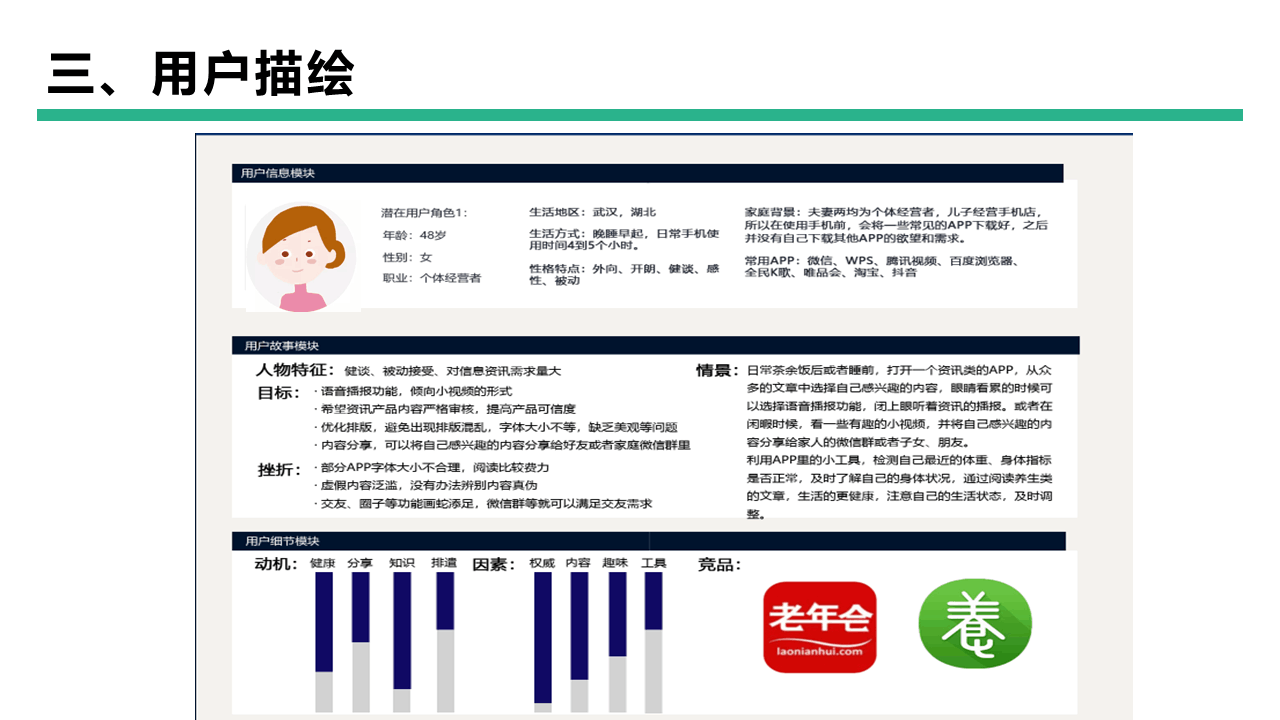 三、用户描绘
用户信息模块
潜在用户角色1：
年龄：48岁
性别：女
职业：个体经营者
生活地区：武汉，湖北
生活方式：晚睡早起，日常手机使
用时间4到5个小时。
性格特点：外向、开朗、健谈、感
性、被动
家庭背景：夫妻两均为个体经营者，儿子经营手机店，
所以在使用手机前，会将一些常见的APP下载好，之后
并没有自己下载其他APP的欲望和需求。
常用APP：微信、WPS、腾讯视频、百度浏览器、
全民K歌、唯品会、淘宝、抖音
用户故事模块
人物特征：健谈、被动接受、对信息资讯需求量大
目标：·语音播报功能，倾向小视频的形式
·希望资讯产品内容严格审核，提高产品可信度
·优化排版，避免出现排版混乱，字体大小不等，缺乏美观等问题
·内容分享，可以将自己感兴趣的内容分享给好友或者家庭微信群里
挫折：·部分APP字体大小不合理，阅读比较费力
·虚假内容泛滥，没有办法辨别内容真伪
·交友、圈子等功能画蛇添足，微信群等就可以满足交友需求
情景：日常茶余饭后或者睡前，打开一个资讯类的APP，从众
多的文章中选择自己感兴趣的内容，眼睛看累的时候可
以选择语音播报功能，闭上眼听着资讯的播报。或者在
闲暇时候，看一些有趣的小视频，并将自己感兴趣的内
容分享给家人的微信群或者子女、朋友。
利用APP里的小工具，检测自己最近的体重、身体指标
是否正常，及时了解自己的身体状况，通过阅读养生类
的文章，生活的更健康，注意自己的生活状态，及时调
整。
用户细节模块
动机：健康 分享 知识 排遣
因素：权威 内容 趣味 工具
竞品：
老年会
laonianhui.com
養